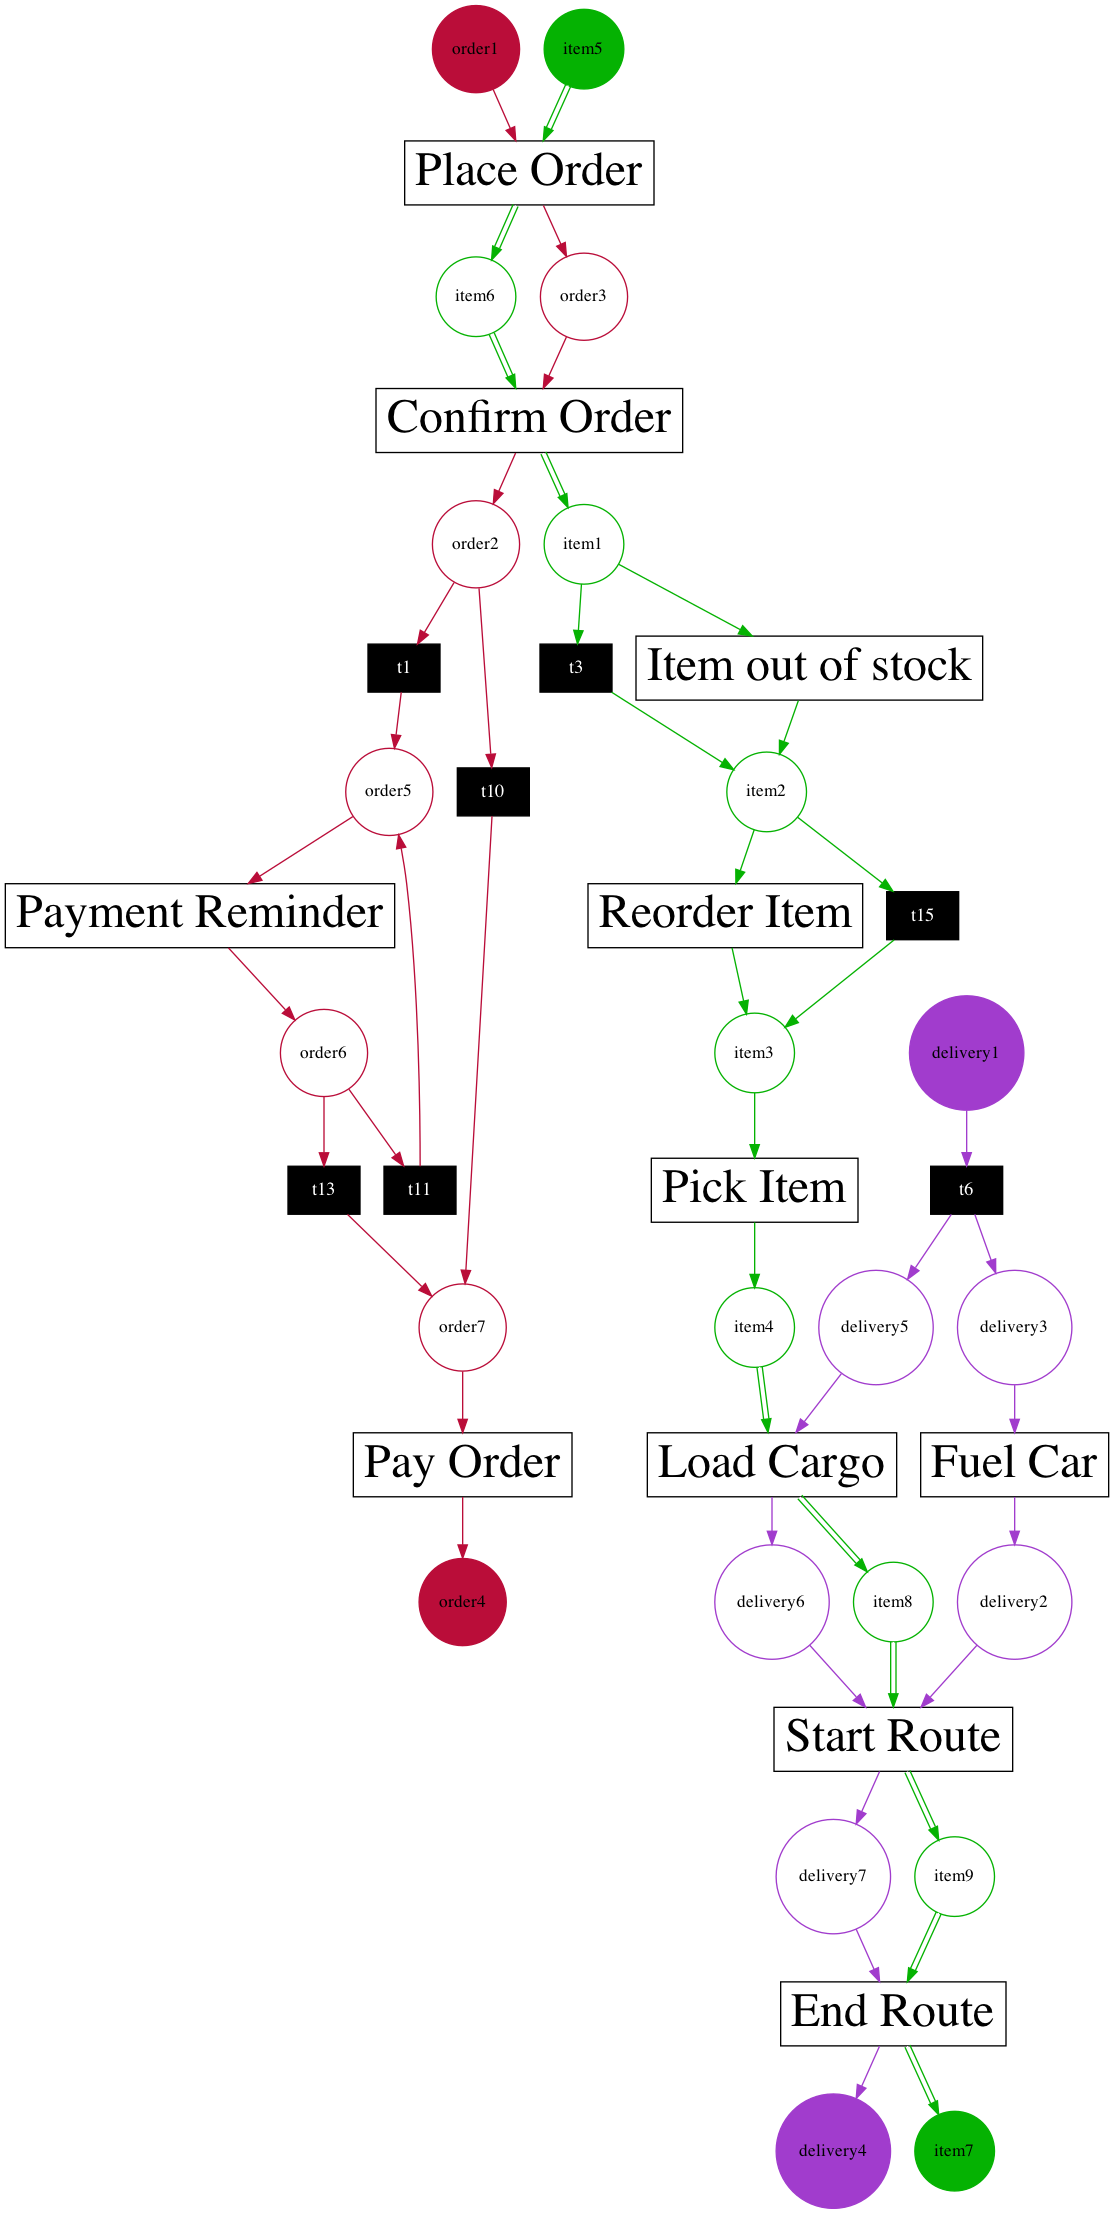 order1
item5
Place Order
item6
order3
Confirm Order
order2
item1
t1
t3
Item out of stock
order5
t10
item2
Payment Reminder
Reorder Item
t15
order6
item3
delivery1
t13
t11
Pick Item
t6
order7
item4
delivery5
delivery3
Pay Order
Load Cargo
Fuel Car
order4
delivery6
item8
delivery2
Start Route
delivery7
item9
End Route
delivery4
item7